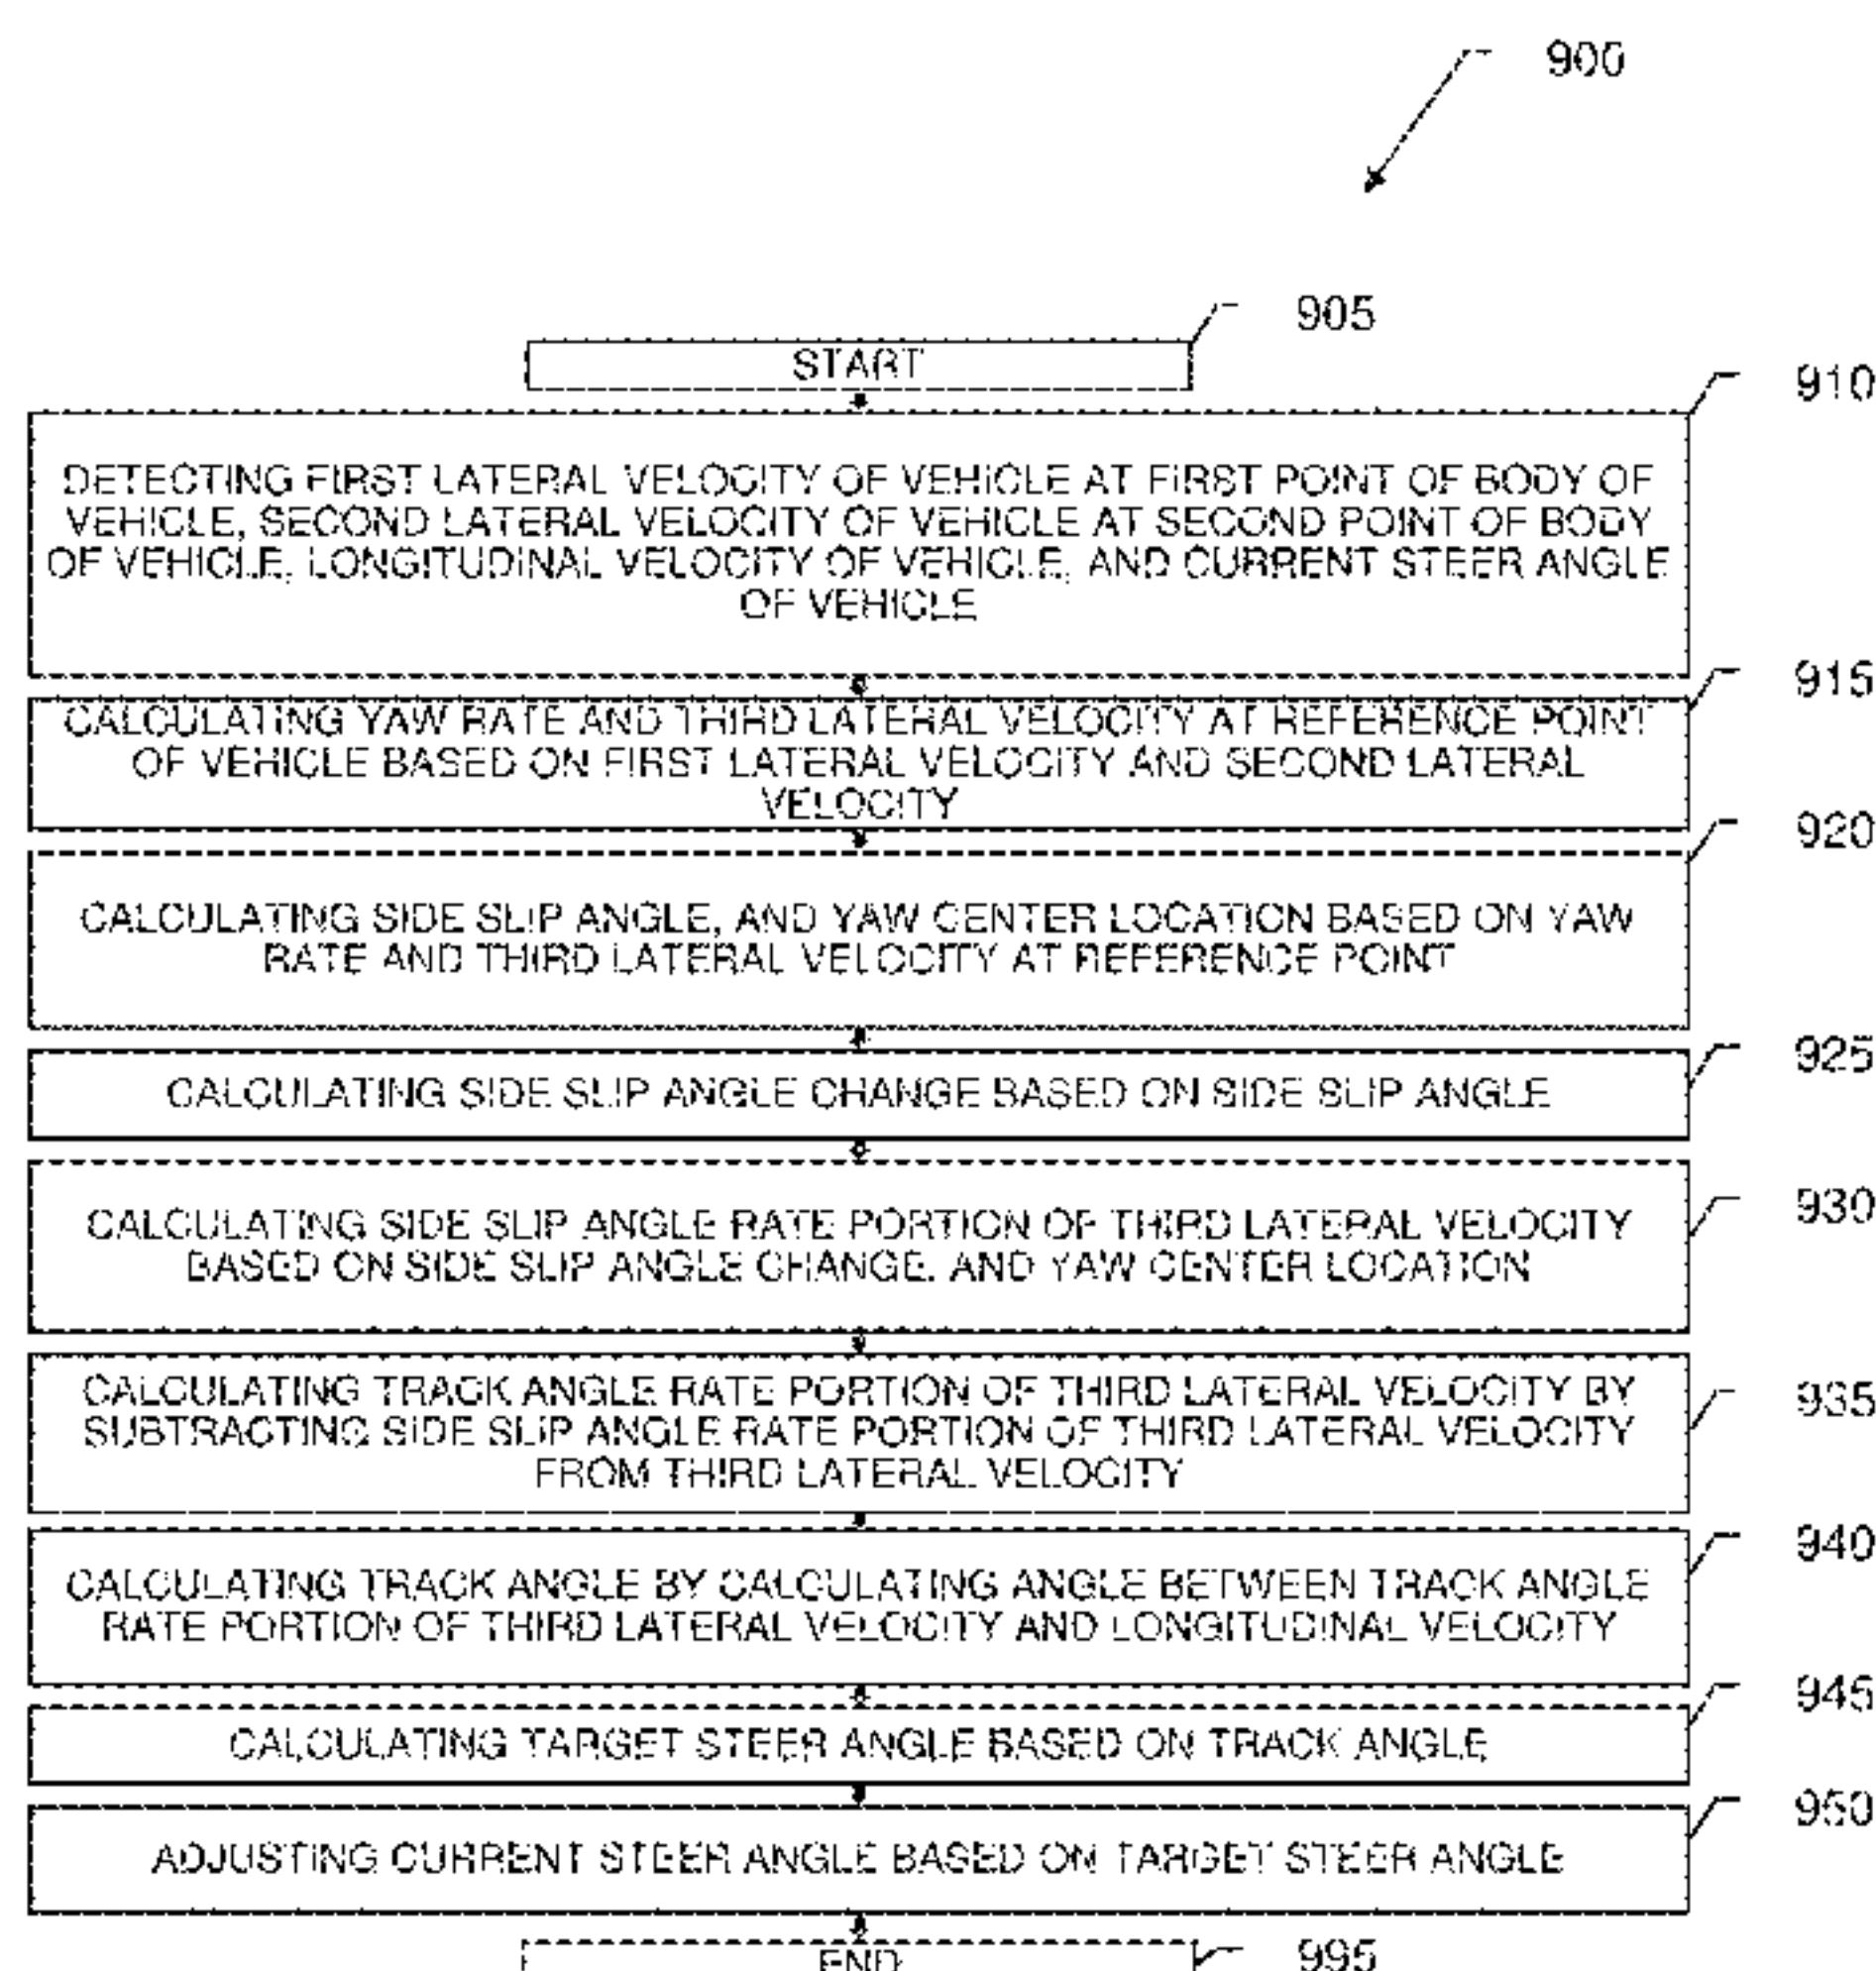 900
905
START
910
DETECTING FIRST LATERAL VELOCITY OF VEHICLE AT FIRST POINT OF BODY OF
VEHICLE, SECOND LATERAL VELOCITY OF VEHICLE AT SECOND POINT OF BODY
OF VEHICLE, LONGITUDINAL VELOCITY OF VEHICLE, AND CURRENT STEER ANGLE
OF VEHICLE
915
CALCULATING YAW RATE AND THIRD LATERAL VELOCITY AT REFERENCE POINT
OF VEHICLE BASED ON FIRST LATERAL VELOCITY AND SECOND LATERAL
VELOCITY
920
CALCULATING SIDE SLIP ANGLE, AND YAW CENTER LOCATION BASED ON YAW
RATE AND THIRD LATERAL VELOCITY AT REFERENCE POINT
925
CALCULATING SIDE SLIP ANGLE CHANGE BASED ON SIDE SLIP ANGLE
930
CALCULATING SIDE SLIP ANGLE RATE PORTION OF THIRD LATERAL VELOCITY
BASED ON SIDE SLIP ANGLE CHANGE, AND YAW CENTER LOCATION
935
CALCULATING TRACK ANGLE RATE PORTION OF THIRD LATERAL VELOCITY BY
SUBTRACTING SIDE SLIP ANGLE RATE PORTION OF THIRD LATERAL VELOCITY
FROM THIRD LATERAL VELOCITY
940
CALCULATING TRACK ANGLE BY CALCULATING ANGLE BETWEEN TRACK ANGLE
RATE PORTION OF THIRD LATERAL VELOCITY AND LONGITUDINAL VELOCITY
945
CALCULATING TARGET STEER ANGLE BASED ON TRACK ANGLE
950
ADJUSTING CURRENT STEER ANGLE BASED ON TARGET STEER ANGLE
END
995